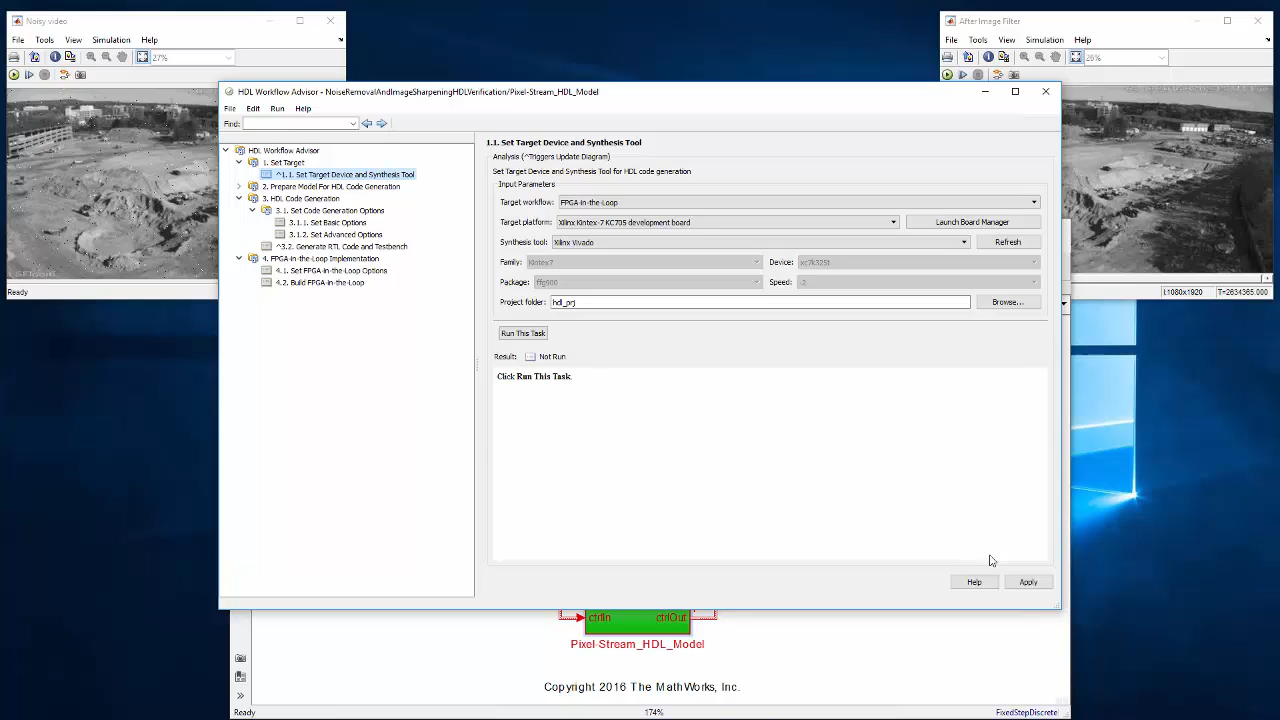 Noisy video
File Tools View Simulation Help
27%
Ready
After Image Filter
File Tools View Simulation Help
26%
I:1080x1920 T=2634365.000
HDL Workflow Advisor - NoiseRemovalAndImageSharpeningHDLVerification/Pixel-Stream_HDL_Model
File Edit Run Help
Find:
HDL Workflow Advisor
1. Set Target
^1.1. Set Target Device and Synthesis Tool
2. Prepare Model For HDL Code Generation
3. HDL Code Generation
3.1. Set Code Generation Options
3.1.1. Set Basic Options
3.1.2. Set Advanced Options
^3.2. Generate RTL Code and Testbench
4. FPGA-in-the-Loop Implementation
4.1. Set FPGA-in-the-Loop Options
4.2. Build FPGA-in-the-Loop
1.1. Set Target Device and Synthesis Tool
Analysis (^Triggers Update Diagram)
Set Target Device and Synthesis Tool for HDL code generation
Input Parameters
Target workflow: FPGA-in-the-Loop
Target platform: Xilinx Kintex-7 KC705 development board Launch Board Manager
Synthesis tool: Xilinx Vivado Refresh
Family: Kintex7 Device: xc7k325t
Package: ffg900 Speed: -2
Project folder: hdl_prj Browse...
Run This Task
Result: Not Run
Click Run This Task.
Help Apply
ctrlIn ctrlOut
Pixel-Stream_HDL_Model
Copyright 2016 The MathWorks, Inc.
Ready 174% FixedStepDiscrete